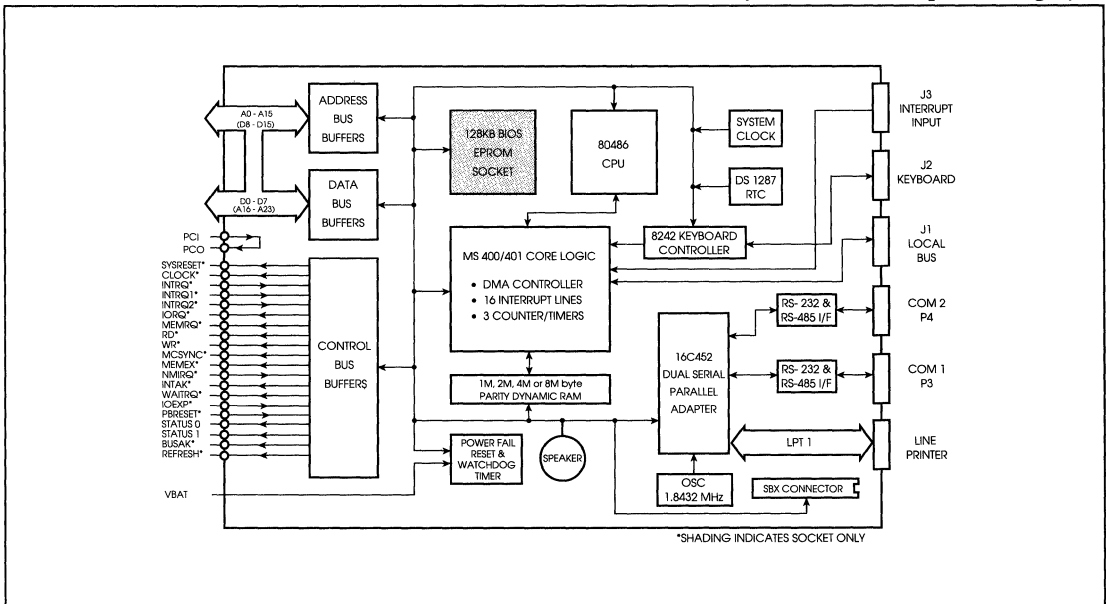 ADDRESS
BUS
BUFFERS
A0 - A15
(D8 - D15)
DATA
BUS
BUFFERS
D0 - D7
(A16 - A23)
PCI
PCO
SYSRESET*
CLOCK*
INTRQ*
INTRQ1*
INTRQ2*
IORQ*
MEMRQ*
RD*
WR*
MCSYNC*
MEMEX*
NMIRQ*
INTAK*
WAITRQ*
IOEXP*
PBRESET*
STATUS 0
STATUS 1
BUSAK*
REFRESH*
VBAT
CONTROL
BUS
BUFFERS
128KB BIOS
EPROM
SOCKET
80486
CPU
SYSTEM
CLOCK
DS 1287
RTC
8242 KEYBOARD
CONTROLLER
MS 400/401 CORE LOGIC
• DMA CONTROLLER
• 16 INTERRUPT LINES
• 3 COUNTER/TIMERS
1M, 2M, 4M or 8M byte
PARITY DYNAMIC RAM
POWER FAIL
RESET &
WATCHDOG
TIMER
SPEAKER
16C452
DUAL SERIAL
PARALLEL
ADAPTER
OSC
1.8432 MHz
RS- 232 &
RS-485 I/F
RS- 232 &
RS-485 I/F
LPT 1
SBX CONNECTOR
J3
INTERRUPT
INPUT
J2
KEYBOARD
J1
LOCAL
BUS
COM 2
P4
COM 1
P3
LINE
PRINTER
*SHADING INDICATES SOCKET ONLY